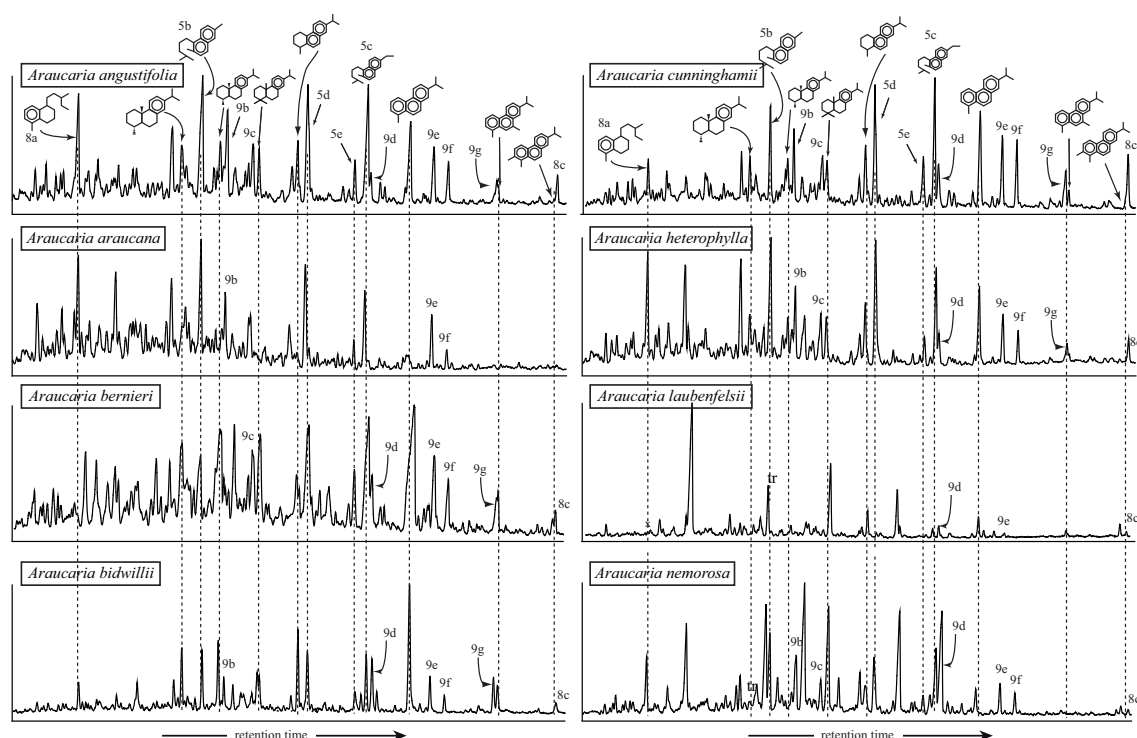 5b
5c
5b
5c
Araucaria angustifolia
9b
9c
5d
5e
9d
9e
9f
9g
8a
8c
Araucaria cunninghamii
9b
9c
5d
5e
9d
9e
9f
9g
8a
8c
Araucaria araucana
9b
9e
9f
Araucaria heterophylla
9b
9c
9d
9e
9f
9g
8c
Araucaria bernieri
9c
9d
9e
9f
9g
8c
Araucaria laubenfelsii
x
tr
9d
9e
8c
Araucaria bidwillii
9b
9d
9e
9f
9g
8c
Araucaria nemorosa
tr
9b
9c
9d
9e
9f
8c
retention time
retention time